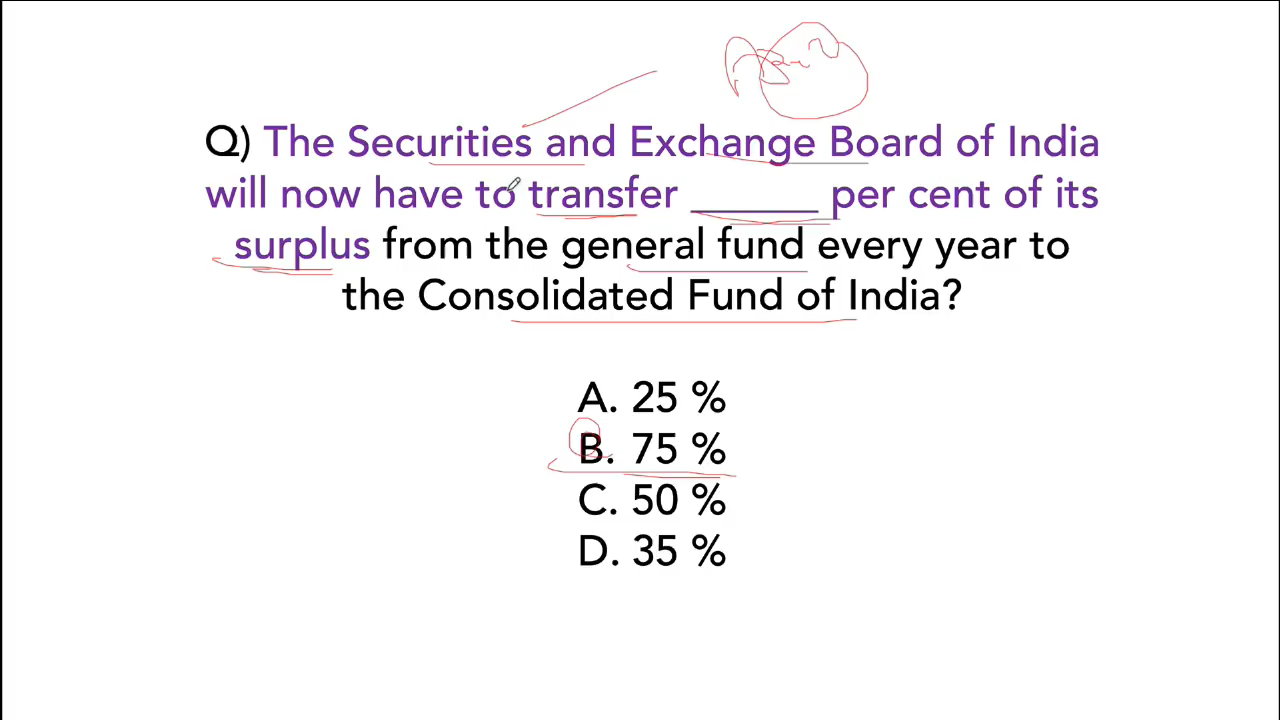 Q) The Securities and Exchange Board of India
will now have to transfer ______ per cent of its
surplus from the general fund every year to
the Consolidated Fund of India?
A. 25 %
B. 75 %
C. 50 %
D. 35 %